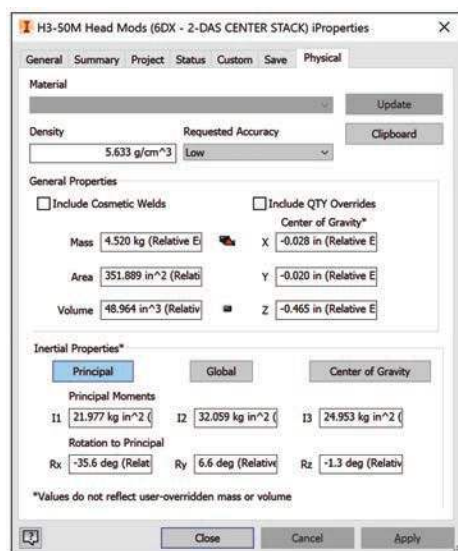 H3-50M Head Mods (6DX - 2-DAS CENTER STACK) iProperties
General Summary Project Status Custom Save Physical
Material
Update
Density Requested Accuracy Clipboard
5.633 g/cm^3 Low
General Properties
Include Cosmetic Welds Include QTY Overrides
Center of Gravity*
Mass 4.520 kg (Relative E X -0.028 in (Relative E
Area 351.889 in^2 (Relati Y -0.020 in (Relative E
Volume 48.964 in^3 (Relativ Z -0.465 in (Relative E
Inertial Properties*
Principal Global Center of Gravity
Principal Moments
I1 21.977 kg in^2 ( I2 32.059 kg in^2 ( I3 24.953 kg in^2 (
Rotation to Principal
Rx -35.6 deg (Relat Ry 6.6 deg (Relative Rz -1.3 deg (Relativ
*Values do not reflect user-overridden mass or volume
Close Cancel Apply